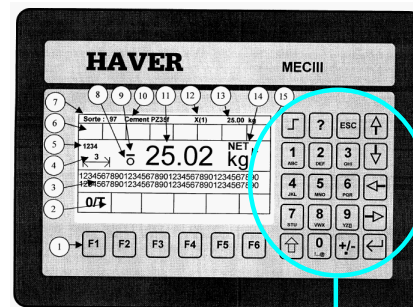 HAVER
MECIII
8 9 10 11 12 13 14 15
7 Sorte : 97 Cement PZ35f X(1) 25.00 kg
6
5 1234
4 3 0 25.02 NET kg
3 1234567890123456789012345678901234567890
1234567890123456789012345678901234567890
2 0/T
1 F1 F2 F3 F4 F5 F6
? ESC
1 ABC 2 DEF 3 GHI
4 JKL 5 MNO 6 PQR
7 STU 8 VWX 9 YZ
0 +/-